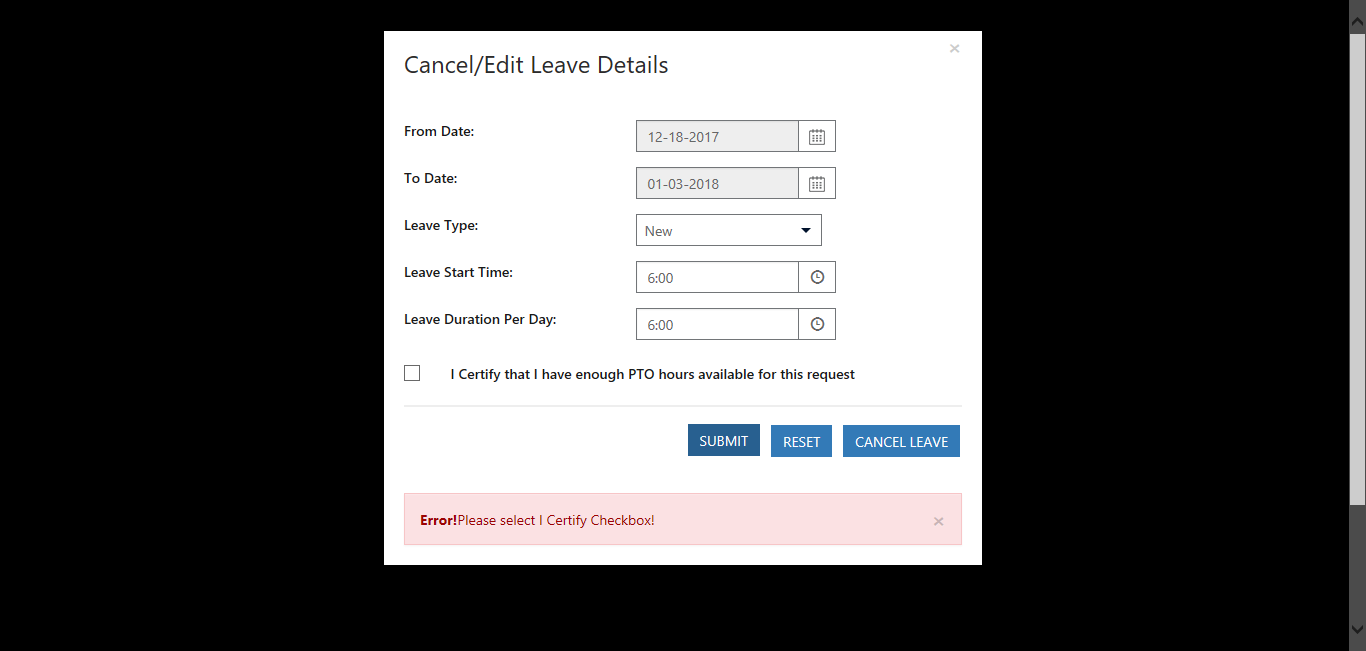 Cancel/Edit Leave Details
×
From Date:
12-18-2017
To Date:
01-03-2018
Leave Type:
New
Leave Start Time:
6:00
Leave Duration Per Day:
6:00
I Certify that I have enough PTO hours available for this request
SUBMIT
RESET
CANCEL LEAVE
Error!Please select I Certify Checkbox!
×